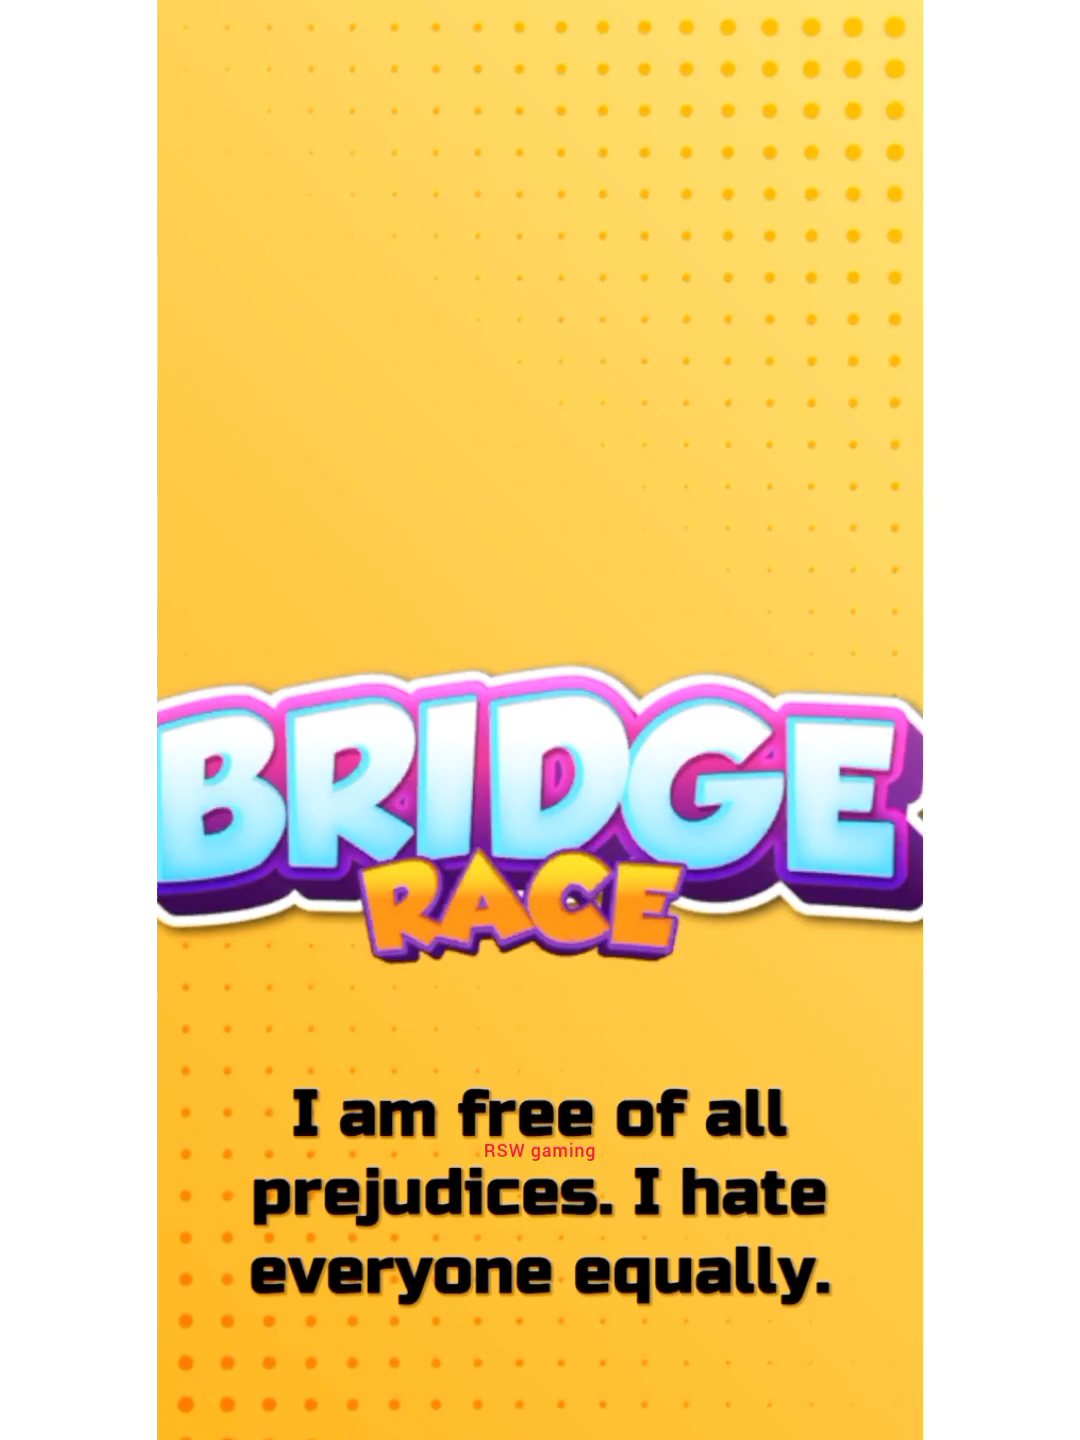 BRIDGE
RACE
I am free of all
RSW gaming
prejudices. I hate
everyone equally.